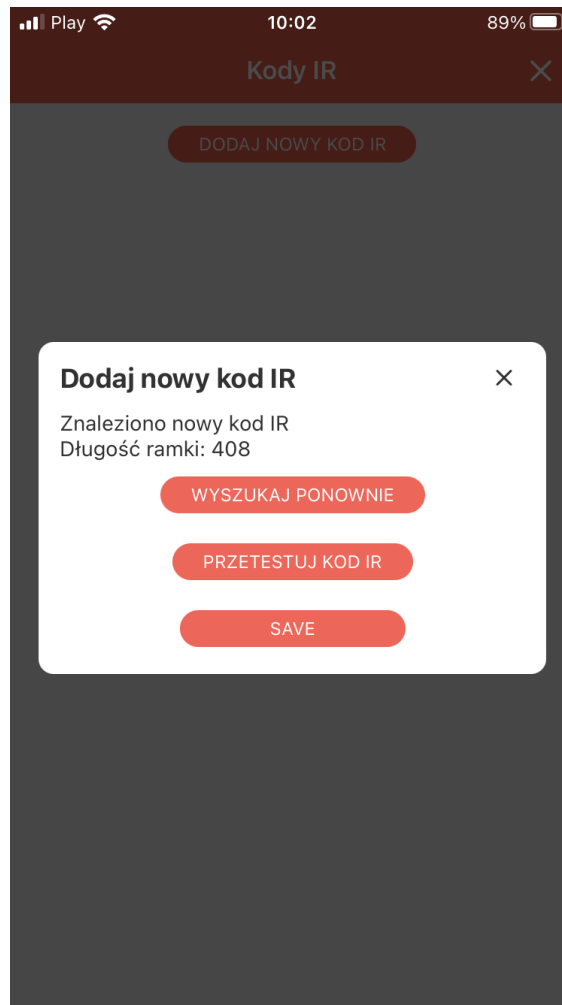 Play 10:02 89%
Kody IR
DODAJ NOWY KOD IR
Dodaj nowy kod IR
Znaleziono nowy kod IR
Długość ramki: 408
WYSZUKAJ PONOWNIE
PRZETESTUJ KOD IR
SAVE